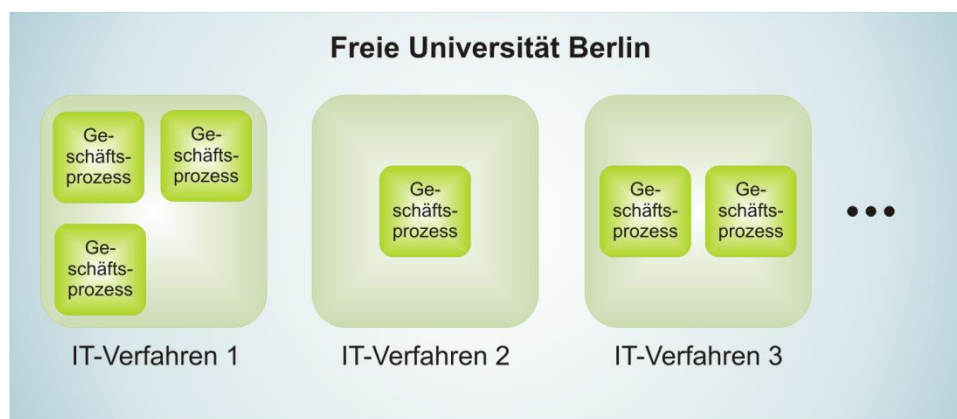 Freie Universität Berlin
Ge-
schäfts-
prozess
Ge-
schäfts-
prozess
Ge-
schäfts-
prozess
IT-Verfahren 1
Ge-
schäfts-
prozess
IT-Verfahren 2
Ge-
schäfts-
prozess
Ge-
schäfts-
prozess
IT-Verfahren 3
•••